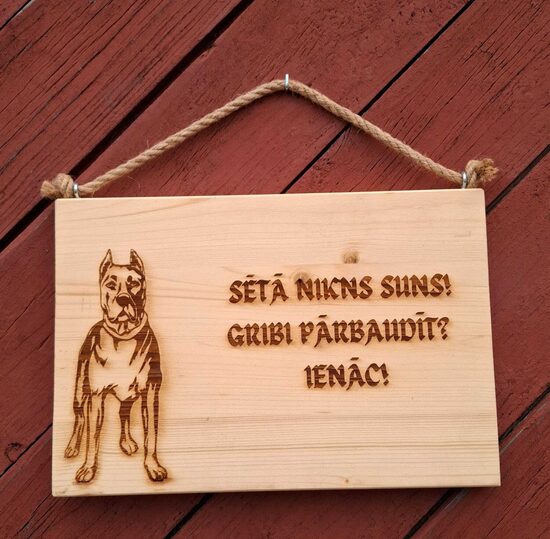 SĒTĀ NIKNS SUNS!
GRIBI PĀRBAUDĪT?
IENĀC!